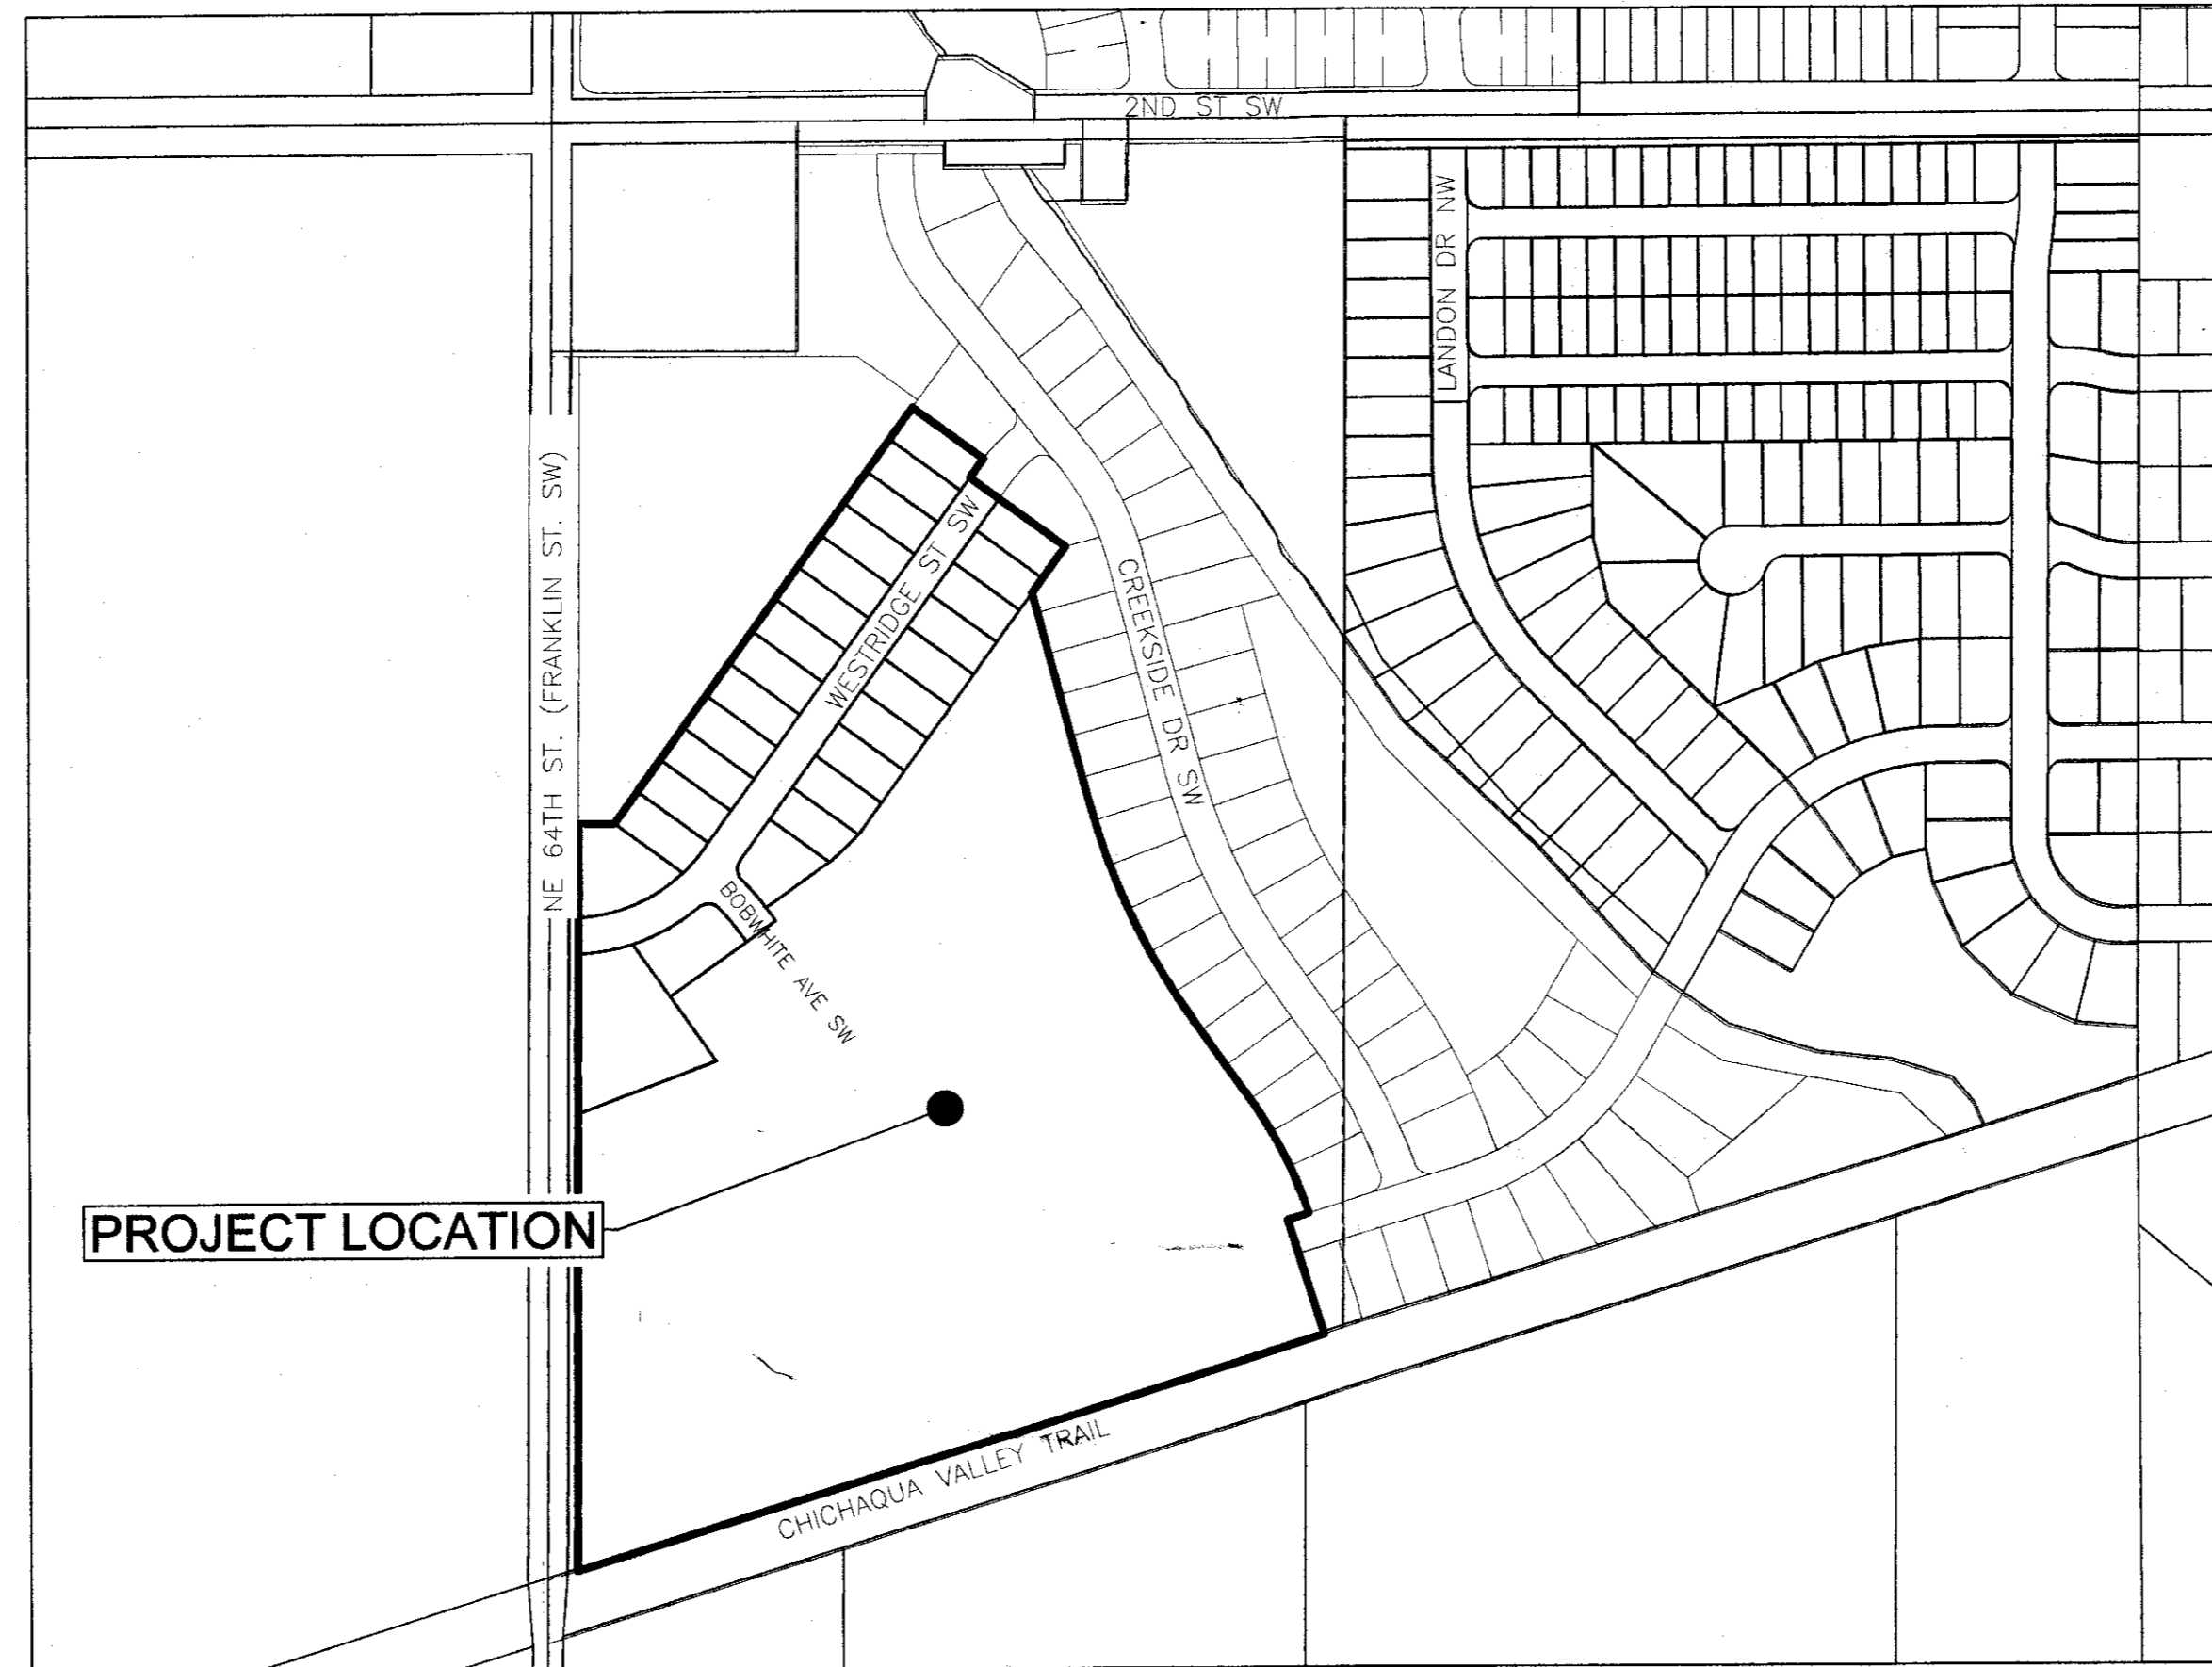 2ND ST SW
LANDON DR NW
NE 64TH ST. (FRANKLIN ST. SW)
WESTRIDGE ST SW
CREEKSIDE DR SW
BOBWHITE AVE SW
PROJECT LOCATION
CHICHAQUA VALLEY TRAIL